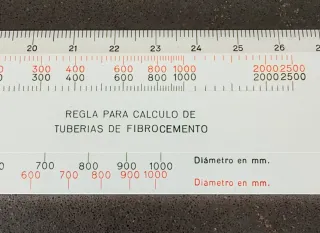 20 21 22 23 24 25 26
300 400 600 800 1000 2000 2500
300 400 600 800 1000 2000 2500
REGLA PARA CALCULO DE
TUBERIAS DE FIBROCEMENTO
700 800 900 1000 Diámetro en mm.
600 700 800 900 1000 Diámetro en mm.